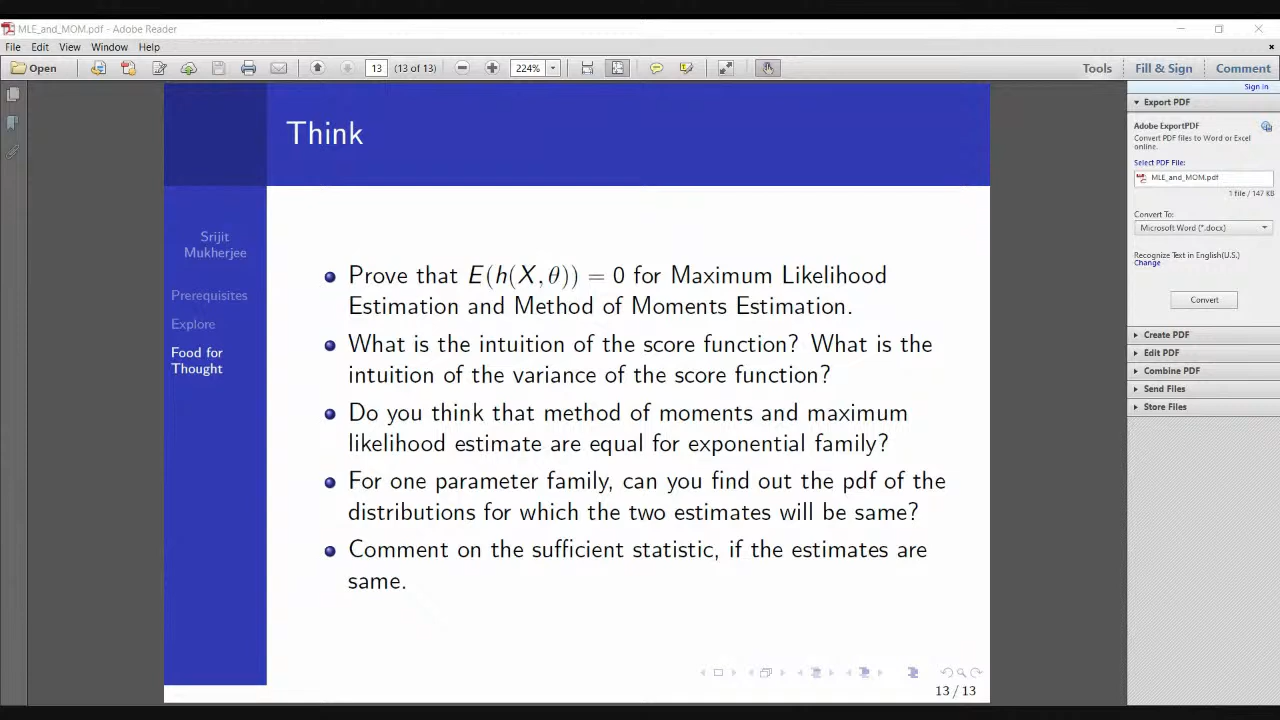 MLE_and_MOM.pdf - Adobe Reader
File Edit View Window Help
Open 13 (13 of 13) 224% Tools Fill & Sign Comment
Sign in
Export PDF
Adobe ExportPDF
Convert PDF files to Word or Excel
online.
Select PDF File:
MLE_and_MOM.pdf
1 file / 147 KB
Convert To:
Microsoft Word (*.docx)
Recognize Text in English(U.S.)
Change
Convert
Create PDF
Edit PDF
Combine PDF
Send Files
Store Files
Think
Srijit
Mukherjee
Prerequisites
Explore
Food for
Thought
Prove that E(h(X, θ)) = 0 for Maximum Likelihood
Estimation and Method of Moments Estimation.
What is the intuition of the score function? What is the
intuition of the variance of the score function?
Do you think that method of moments and maximum
likelihood estimate are equal for exponential family?
For one parameter family, can you find out the pdf of the
distributions for which the two estimates will be same?
Comment on the sufficient statistic, if the estimates are
same.
13 / 13